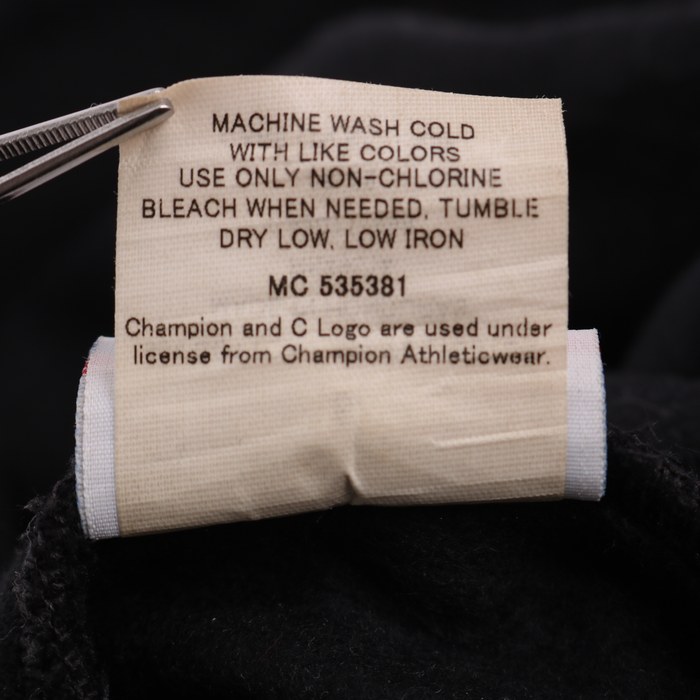 MACHINE WASH COLD
WITH LIKE COLORS
USE ONLY NON-CHLORINE
BLEACH WHEN NEEDED, TUMBLE
DRY LOW, LOW IRON
MC 535381
Champion and C Logo are used under
license from Champion Athleticwear.